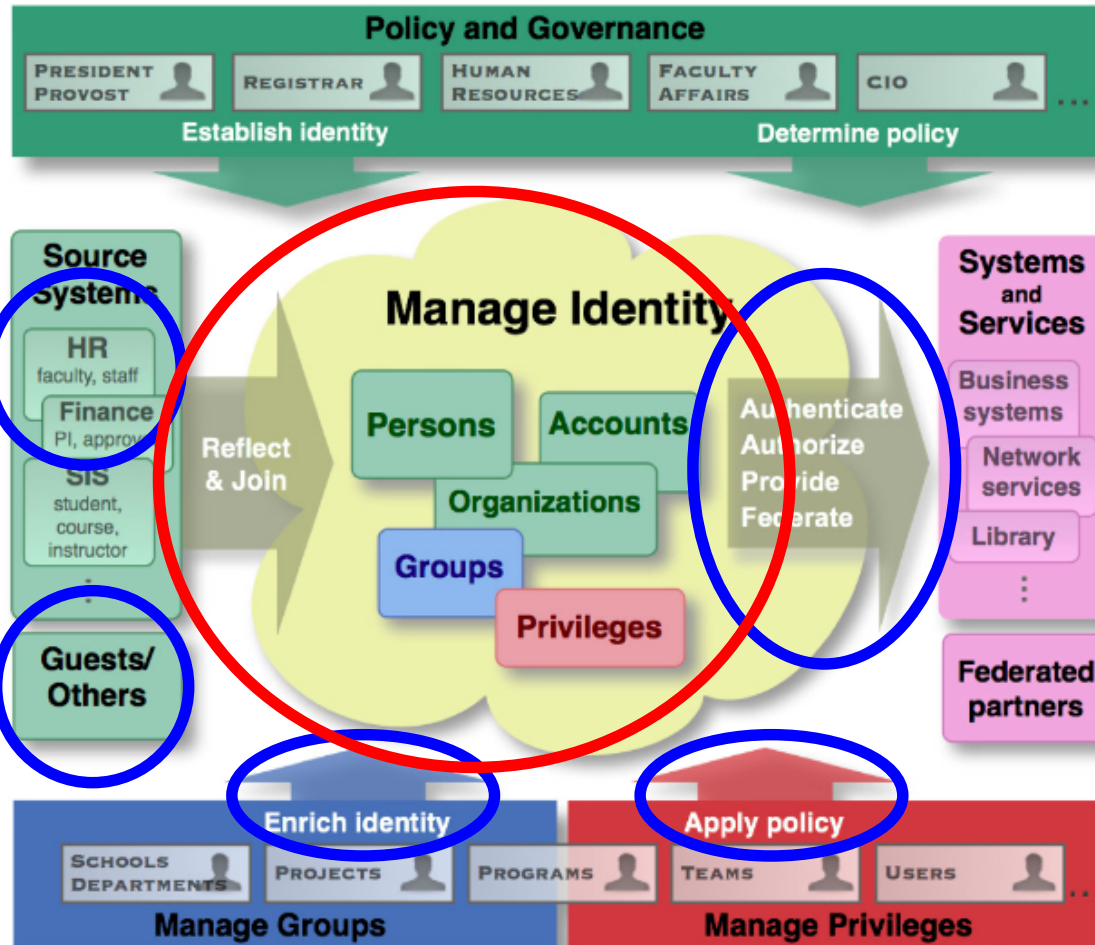 Policy and Governance
PRESIDENT
PROVOST
REGISTRAR
HUMAN
RESOURCES
FACULTY
AFFAIRS
CIO
...
Establish identity
Determine policy
Source
Systems
HR
faculty, staff
Finance
PI, approv
SIS
student,
course,
instructor
⋮
Guests/
Others
Reflect
& Join
Manage Identity
Persons
Accounts
Organizations
Groups
Privileges
Authenticate
Authorize
Provide
Federate
Systems
and
Services
Business
systems
Network
services
Library
⋮
Federated
partners
Enrich identity
SCHOOLS
DEPARTMENTS
PROJECTS
PROGRAMS
Manage Groups
Apply policy
TEAMS
USERS
...
Manage Privileges